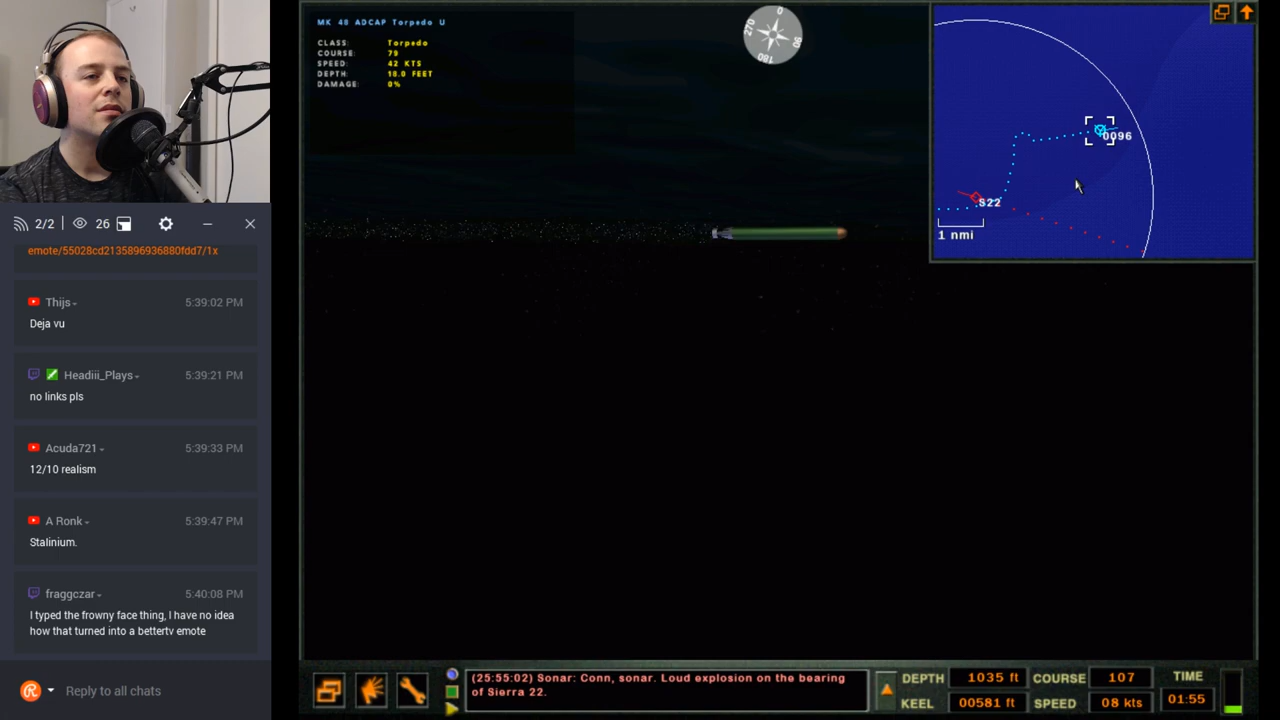 2/2
26
emote/55028cd2135896936880fdd7/1x
Thijs
5:39:02 PM
Deja vu
Headiii_Plays
5:39:21 PM
no links pls
Acuda721
5:39:33 PM
12/10 realism
A Ronk
5:39:47 PM
Stalinium.
fraggczar
5:40:08 PM
I typed the frowny face thing, I have no idea
how that turned into a bettertv emote
Reply to all chats
MK 48 ADCAP Torpedo U
CLASS: Torpedo
COURSE: 79
SPEED: 42 KTS
DEPTH: 18.0 FEET
DAMAGE: 0%
0
90
180
270
0096
S22
1 nmi
(25:55:02) Sonar: Conn, sonar. Loud explosion on the bearing
of Sierra 22.
DEPTH 1035 ft COURSE 107 TIME
KEEL 00581 ft SPEED 08 kts 01:55